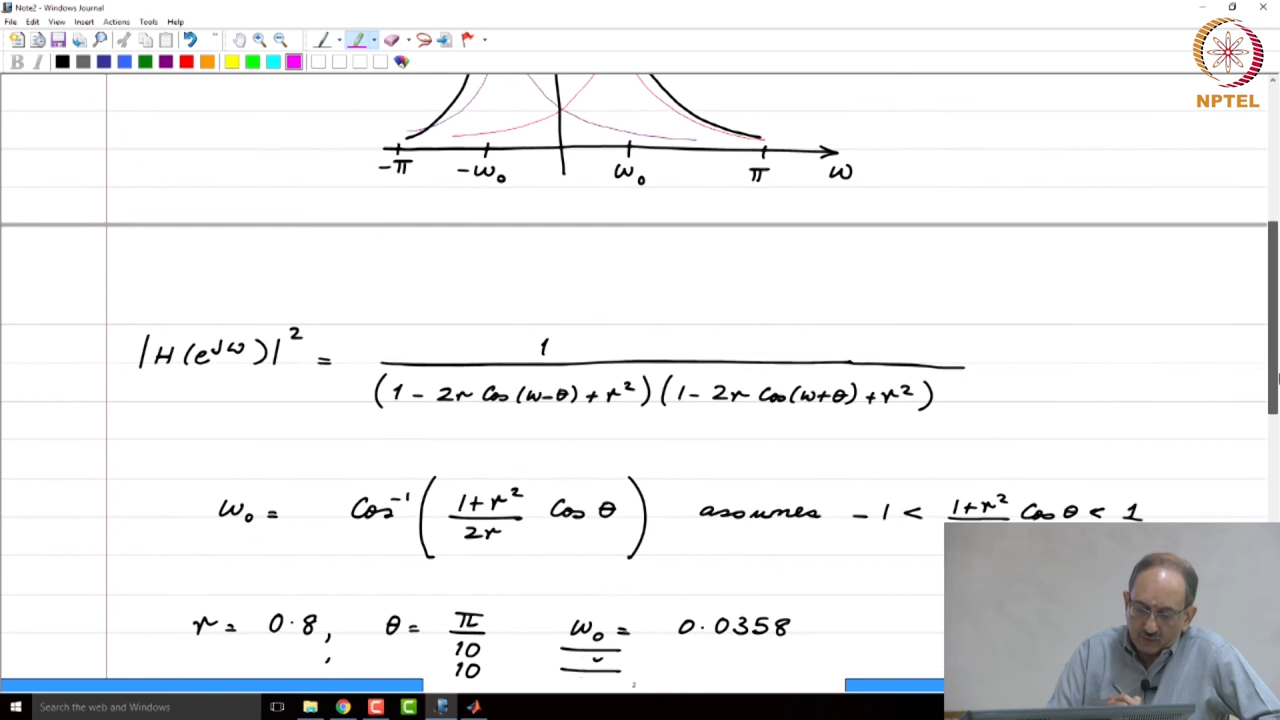 Note2 - Windows Journal
File Edit View Insert Actions Tools Help
NPTEL
-π -ω₀ ω₀ π ω
|H(e^{jω})|² = 1 / ((1 - 2r Cos(ω-θ) + r²)(1 - 2r Cos(ω+θ) + r²))
ω₀ = Cos⁻¹((1+r²)/(2r) Cos θ) assumes -1 < (1+r²) Cos θ < 1
r = 0.8, θ = π/10 ω₀ = 0.0358
, 10
2
Search the web and Windows